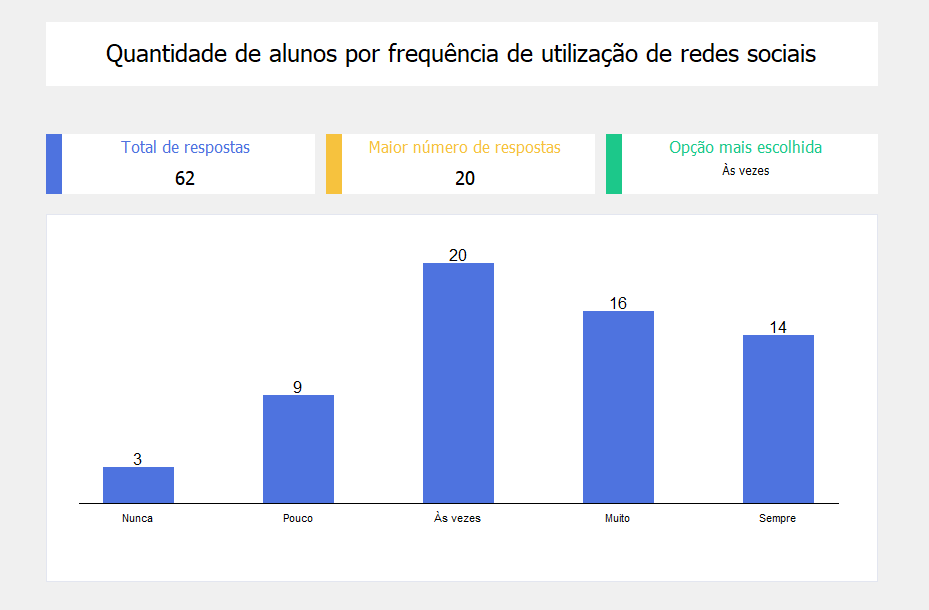 Quantidade de alunos por frequência de utilização de redes sociais
Total de respostas
62
Maior número de respostas
20
Opção mais escolhida
Às vezes
3
9
20
16
14
Nunca
Pouco
Às vezes
Muito
Sempre